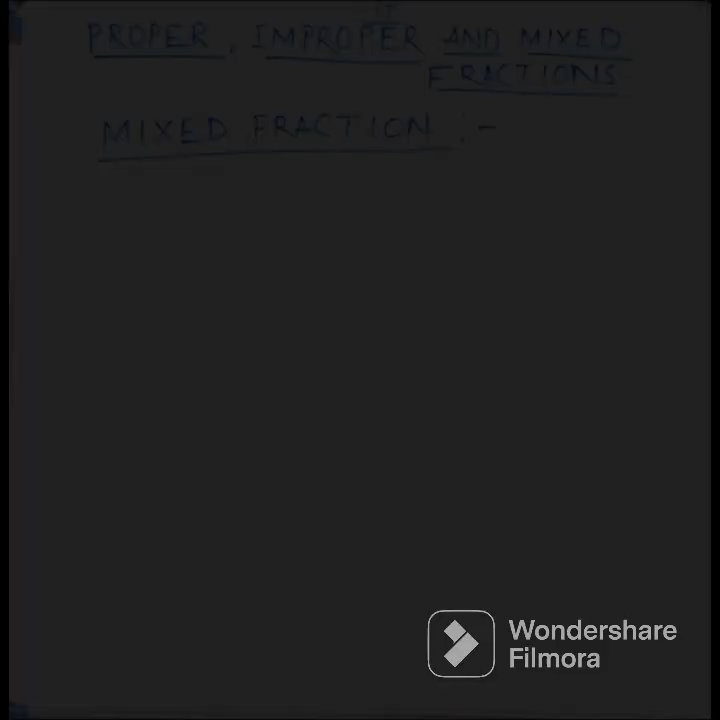 PROPER, IMPROPER AND MIXED
FRACTIONS
MIXED FRACTION :-
Wondershare
Filmora